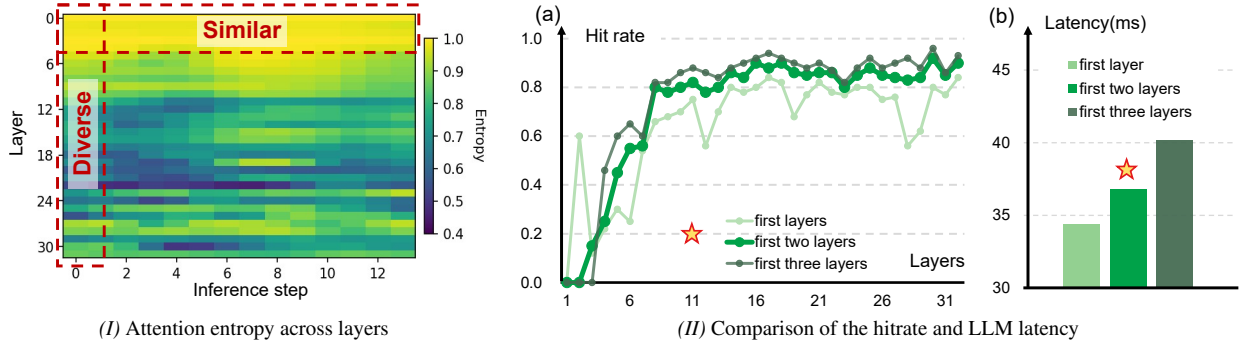 Similar
Diverse
0
6
12
18
24
30
Layer
0 2 4 6 8 10 12
Inference step
1.0
0.9
0.8
0.7
0.6
0.5
0.4
Entropy
(I) Attention entropy across layers
(a)
Hit rate
1.0
0.8
0.6
0.4
0.2
0.0
first layers
first two layers
first three layers
Layers
1 6 11 16 21 26 31
(b)
Latency(ms)
45
40
35
30
first layer
first two layers
first three layers
(II) Comparison of the hitrate and LLM latency